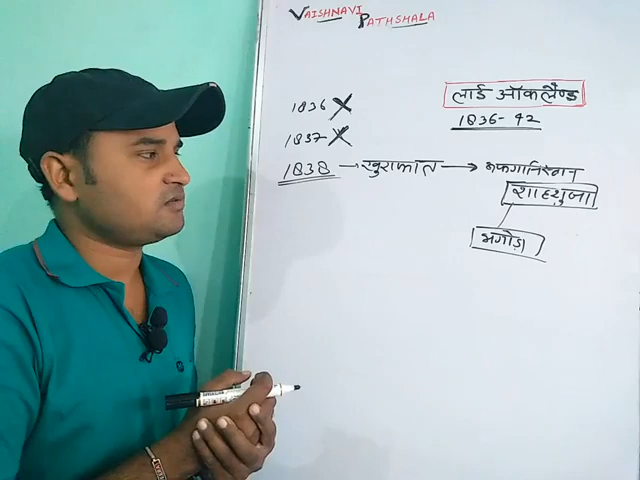 VAISHNAVI
PATHSHALA
लार्ड ऑकलैण्ड
1836-42
1836 X
1837 X
1838 → खुराफात → अफगानिस्तान
शाहशुजा
भगोड़ा